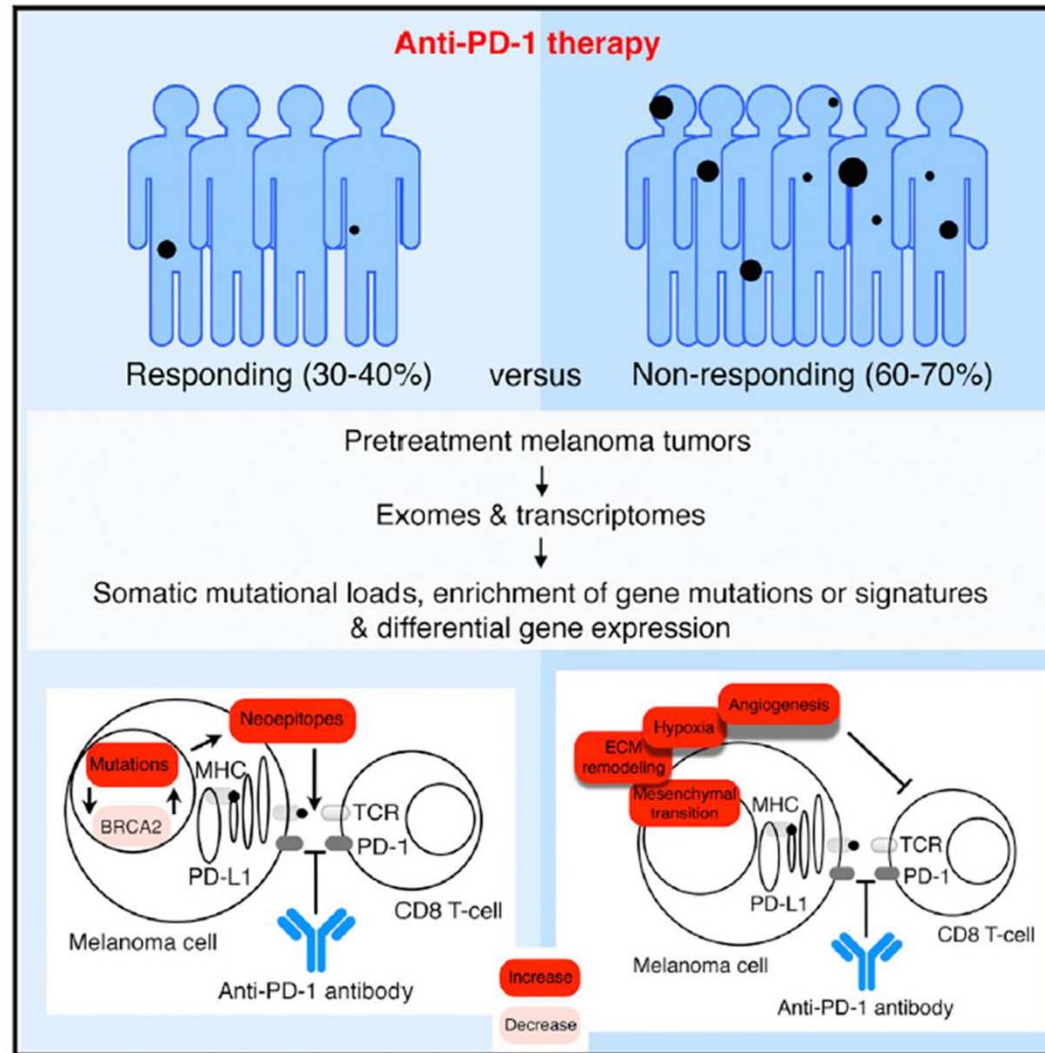 Anti-PD-1 therapy
Responding (30-40%) versus Non-responding (60-70%)
Pretreatment melanoma tumors
Exomes & transcriptomes
Somatic mutational loads, enrichment of gene mutations or signatures
& differential gene expression
Neoepitopes
Mutations
MHC
BRCA2
TCR
PD-1
PD-L1
CD8 T-cell
Melanoma cell
Anti-PD-1 antibody
Increase
Decrease
Angiogenesis
Hypoxia
ECM
remodeling
Mesenchymal
transition
MHC
TCR
PD-1
PD-L1
CD8 T-cell
Melanoma cell
Anti-PD-1 antibody